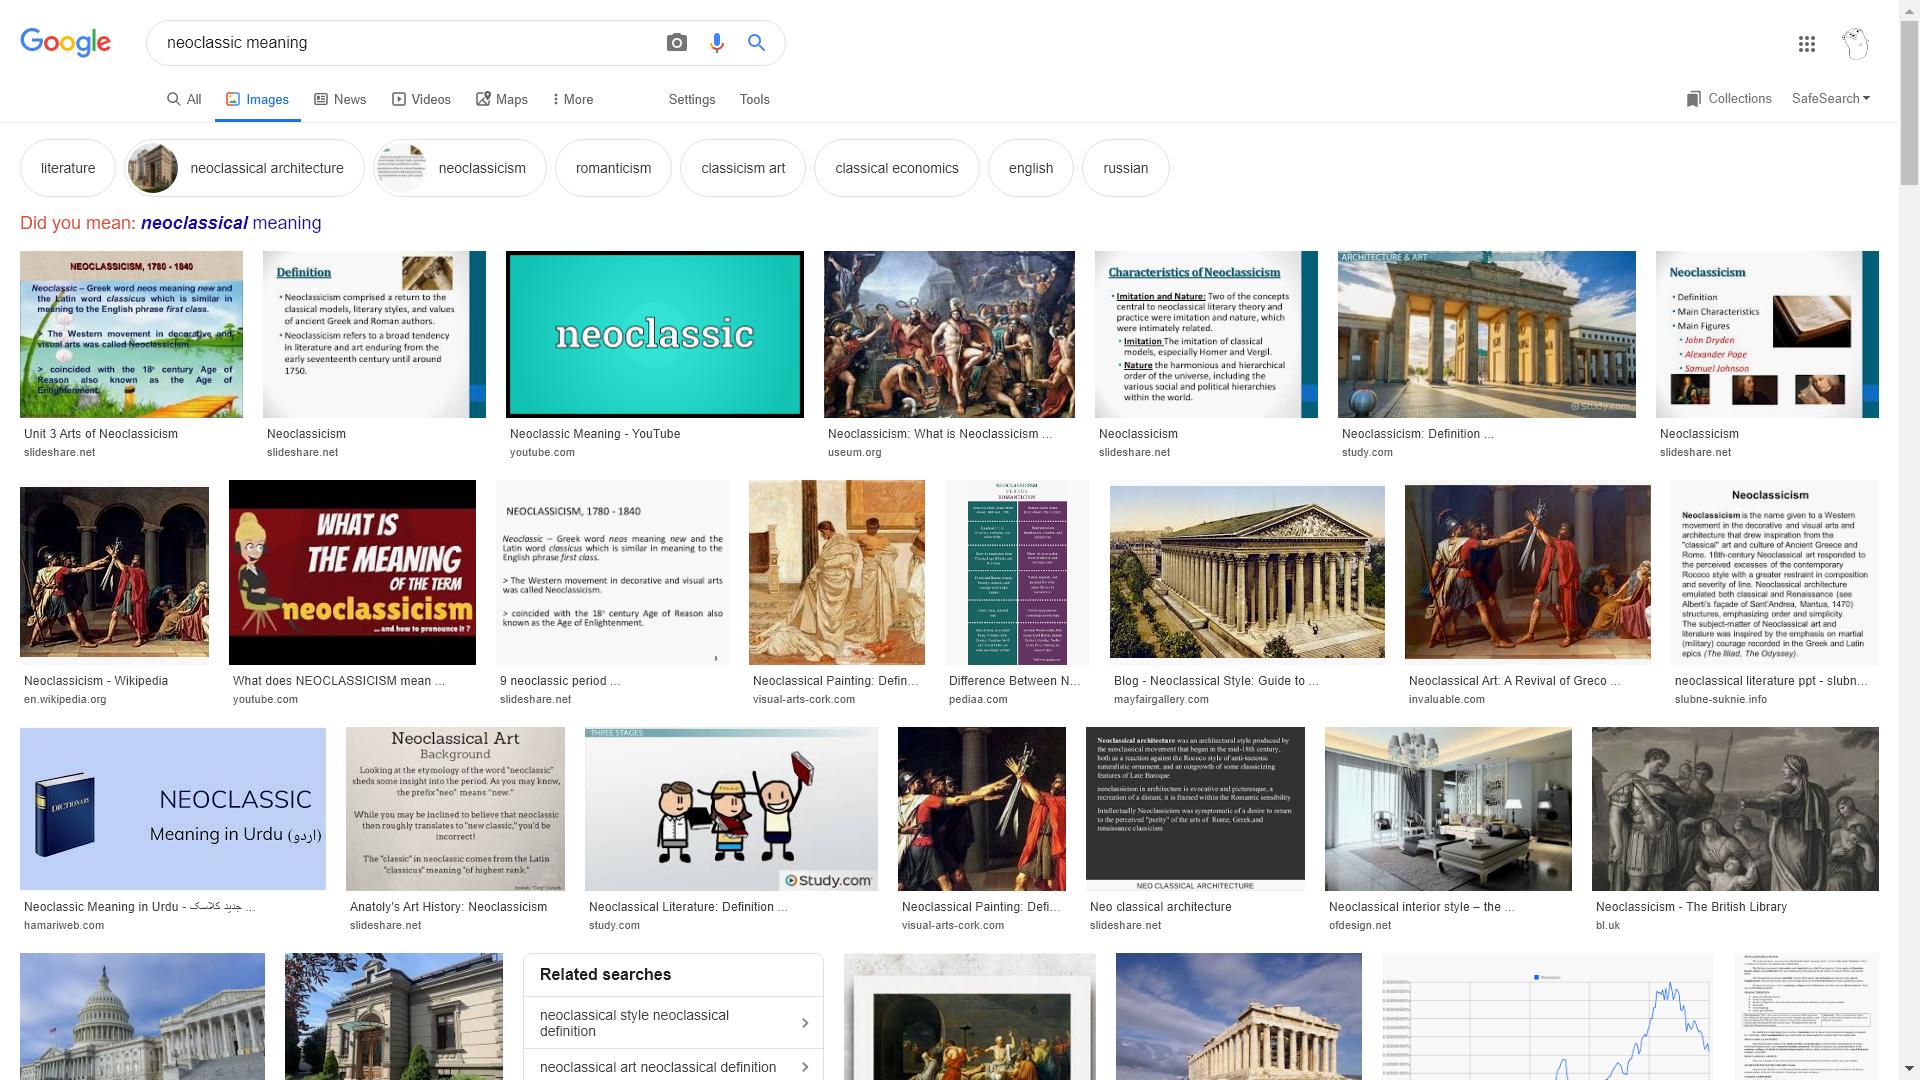 Google
neoclassic meaning
All
Images
News
Videos
Maps
More
Settings
Tools
Collections
SafeSearch
literature
neoclassical architecture
neoclassicism
romanticism
classicism art
classical economics
english
russian
Did you mean: neoclassical meaning
NEOCLASSICISM, 1780 - 1840
Neoclassic – Greek word neos meaning new and
the Latin word classicus which is similar in
meaning to the English phrase first class.
> The Western movement in decorative and
visual arts was called Neoclassicism
> coincided with the 18th century Age of
Reason also known as the Age of
Enlightenment.
Unit 3 Arts of Neoclassicism
slideshare.net
Definition
• Neoclassicism comprised a return to the
classical models, literary styles, and values
of ancient Greek and Roman authors.
• Neoclassicism refers to a broad tendency
in literature and art enduring from the
early seventeenth century until around
1750.
Neoclassicism
slideshare.net
neoclassic
Neoclassic Meaning - YouTube
youtube.com
Neoclassicism: What is Neoclassicism ...
useum.org
Characteristics of Neoclassicism
• Imitation and Nature: Two of the concepts
central to neoclassical literary theory and
practice were imitation and nature, which
were intimately related.
• Imitation The imitation of classical
models, especially Homer and Vergil.
• Nature the harmonious and hierarchical
order of the universe, including the
various social and political hierarchies
within the world.
Neoclassicism
slideshare.net
ARCHITECTURE & ART
Study.com
Neoclassicism: Definition ...
study.com
Neoclassicism
• Definition
• Main Characteristics
• Main Figures
• John Dryden
• Alexander Pope
• Samuel Johnson
Neoclassicism
slideshare.net
Neoclassicism - Wikipedia
en.wikipedia.org
WHAT IS
THE MEANING
OF THE TERM
neoclassicism
... and how to pronounce it ?
What does NEOCLASSICISM mean ...
youtube.com
NEOCLASSICISM, 1780 - 1840
Neoclassic – Greek word neos meaning new and the
Latin word classicus which is similar in meaning to the
English phrase first class.
> The Western movement in decorative and visual arts
was called Neoclassicism.
> coincided with the 18th century Age of Reason also
known as the Age of Enlightenment.
3
9 neoclassic period ...
slideshare.net
Neoclassical Painting: Defin...
visual-arts-cork.com
NEOCLASSICISM
VERSUS
ROMANTICISM
Difference Between N...
pediaa.com
Blog - Neoclassical Style: Guide to ...
mayfairgallery.com
Neoclassical Art: A Revival of Greco ...
invaluable.com
Neoclassicism
Neoclassicism is the name given to a Western
movement in the decorative and visual arts and
architecture that drew inspiration from the
"classical" art and culture of Ancient Greece and
Rome. 18th-century Neoclassical art responded to
the perceived excesses of the contemporary
Rococo style with a greater restraint in composition
and severity of line. Neoclassical architecture
emulated both classical and Renaissance (see
Alberti's façade of Sant'Andrea, Mantua, 1470)
structures, emphasizing order and simplicity.
The subject-matter of Neoclassical art and
literature was inspired by the emphasis on martial
(military) courage recorded in the Greek and Latin
epics (The Iliad, The Odyssey).
neoclassical literature ppt - slubn...
slubne-suknie.info
DICTIONARY
NEOCLASSIC
Meaning in Urdu (اردو)
Neoclassic Meaning in Urdu - جدید کلاسک ...
hamariweb.com
Neoclassical Art
Background
Looking at the etymology of the word "neoclassic"
sheds some insight into the period. As you may know,
the prefix "neo" means "new."
While you may be inclined to believe that neoclassic
then roughly translates to "new classic," you'd be
incorrect!
The "classic" in neoclassic comes from the Latin
"classicus" meaning "of highest rank."
Anatoly's Art History: Neoclassicism
slideshare.net
THREE STAGES
Study.com
Neoclassical Literature: Definition ...
study.com
Neoclassical Painting: Defi...
visual-arts-cork.com
Neoclassical architecture was an architectural style produced by
the neoclassical movement that began in the mid-18th century,
both as a reaction against the Rococo style of anti-tectonic
naturalistic ornament, and an outgrowth of some classicizing
features of Late Baroque
neoclassicism in architecture is evocative and picturesque, a
recreation of a distant, it is framed within the Romantic sensibility
Intellectually Neoclassicism was symptomatic of a desire to return
to the perceived "purity" of the arts of Rome, Greek,and
renaissance classicism
NEO CLASSICAL ARCHITECTURE
Neo classical architecture
slideshare.net
Neoclassical interior style – the ...
ofdesign.net
Neoclassicism - The British Library
bl.uk
Related searches
neoclassical style neoclassical
definition
neoclassical art neoclassical definition